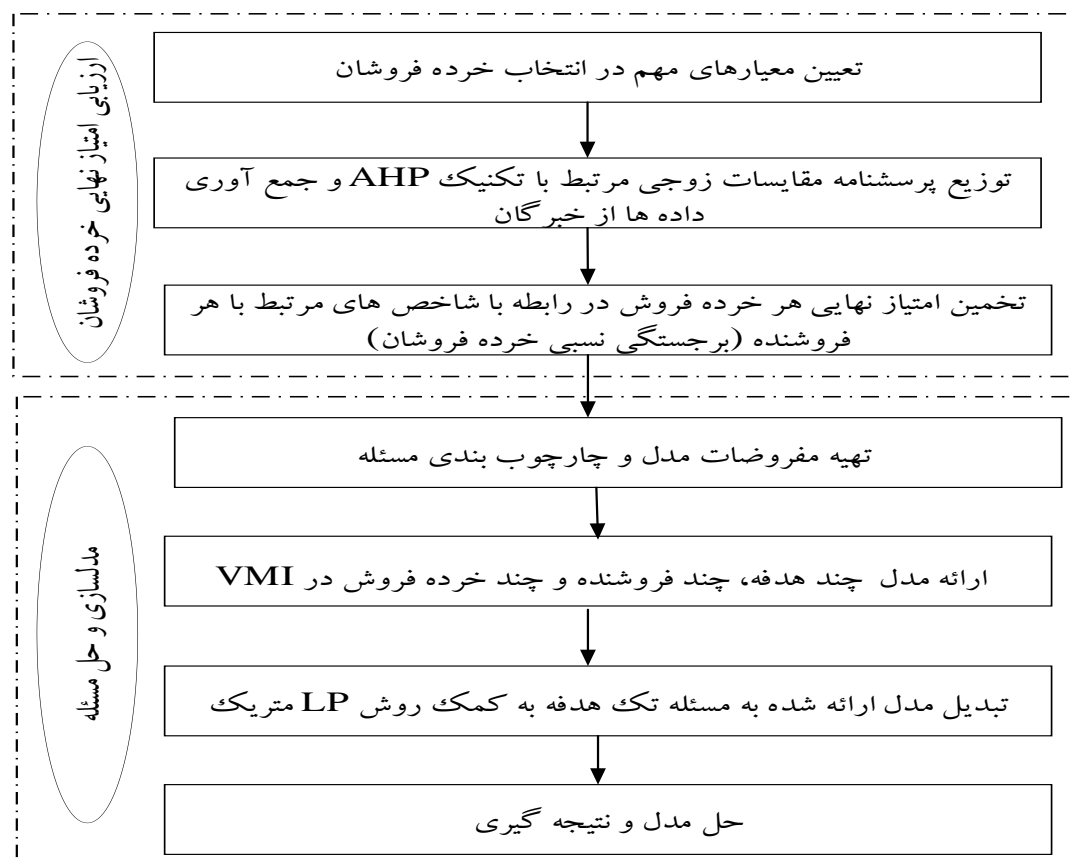 ارزیابی امتیاز نهایی خرده فروشان
تعیین معیارهای مهم در انتخاب خرده فروشان
توزیع پرسشنامه مقایسات زوجی مرتبط با تکنیک AHP و جمع آوری
داده ها از خبرگان
تخمین امتیاز نهایی هر خرده فروش در رابطه با شاخص های مرتبط با هر
فروشنده (برجستگی نسبی خرده فروشان)
مدلسازی و حل مسئله
تهیه مفروضات مدل و چارچوب بندی مسئله
ارائه مدل چند هدفه، چند فروشنده و چند خرده فروش در VMI
تبدیل مدل ارائه شده به مسئله تک هدفه به کمک روش LP متریک
حل مدل و نتیجه گیری